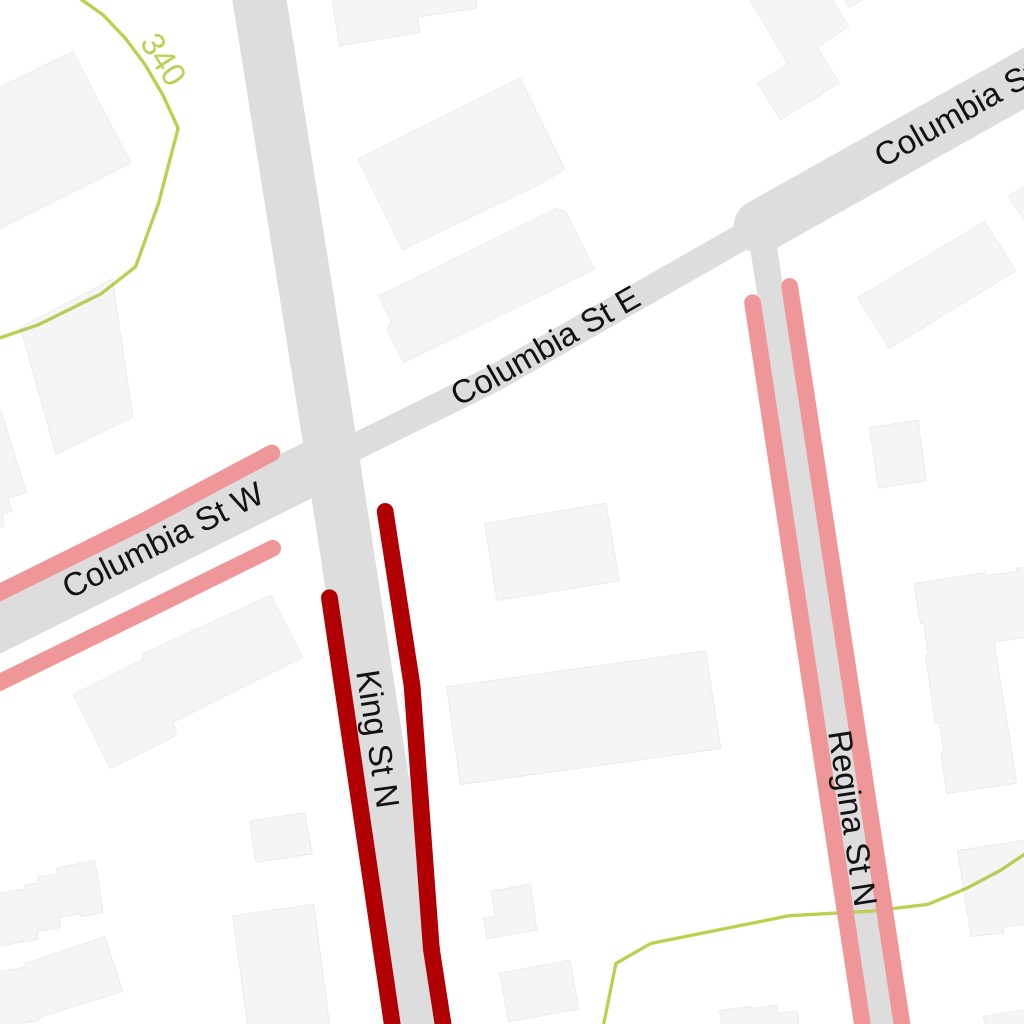 340
Columbia St
Columbia St E
Columbia St W
King St N
Regina St N